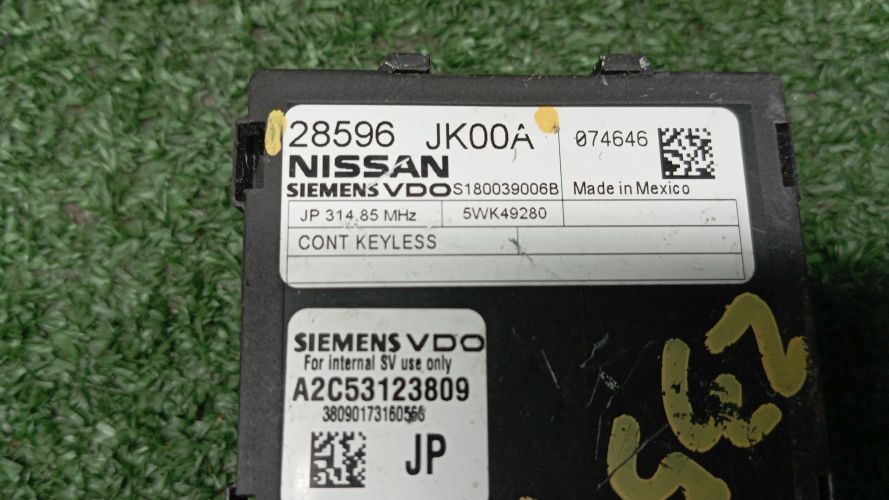 28596 JK00A 074646
NISSAN
SIEMENS VDO S180039006B Made in Mexico
JP 314.85 MHz 5WK49280
CONT KEYLESS
SIEMENS VDO
For internal SV use only
A2C53123809
38090173160566
JP